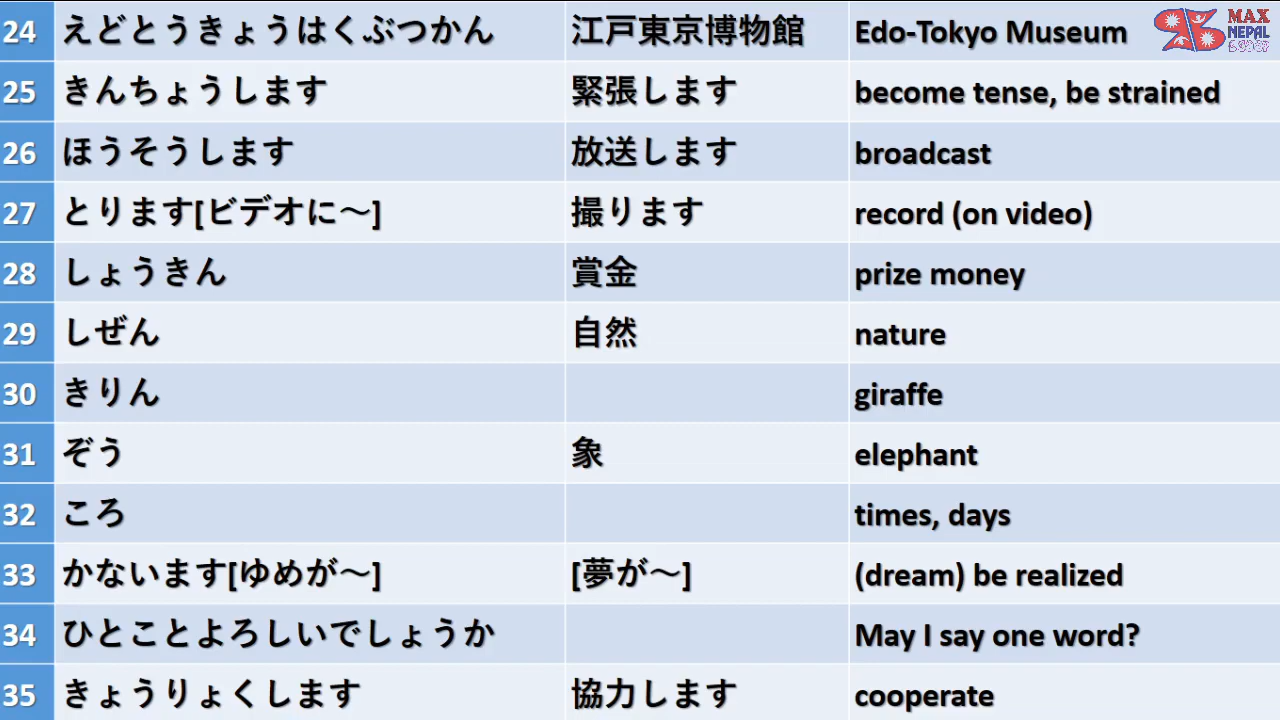 24 えどとうきょうはくぶつかん 江戸東京博物館 Edo-Tokyo Museum
MAX
NEPAL
25 きんちょうします 緊張します become tense, be strained
26 ほうそうします 放送します broadcast
27 とります[ビデオに～] 撮ります record (on video)
28 しょうきん 賞金 prize money
29 しぜん 自然 nature
30 きりん giraffe
31 ぞう 象 elephant
32 ころ times, days
33 かないます[ゆめが～] [夢が～] (dream) be realized
34 ひとことよろしいでしょうか May I say one word?
35 きょうりょくします 協力します cooperate